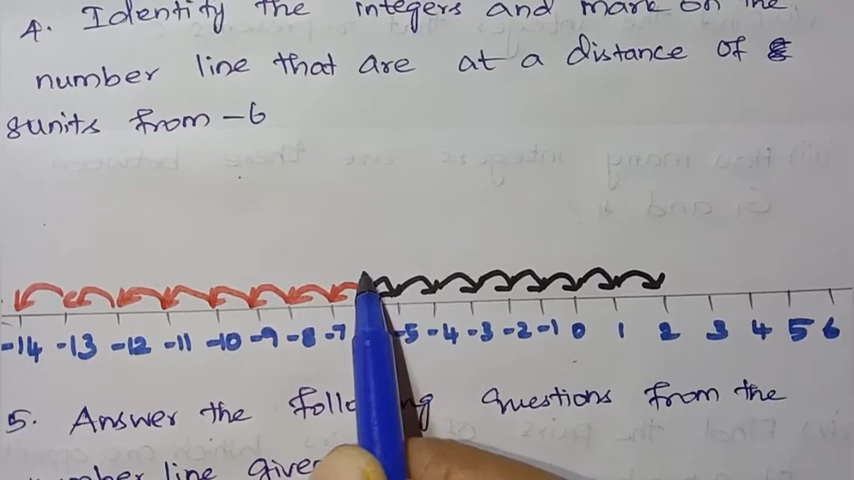 4. Identify the integers and mark on the
number line that are at a distance of 8
8units from -6
-14 -13 -12 -11 -10 -9 -8 -7 -5 -4 -3 -2 -1 0 1 2 3 4 5 6
5. Answer the following questions from the
number line given